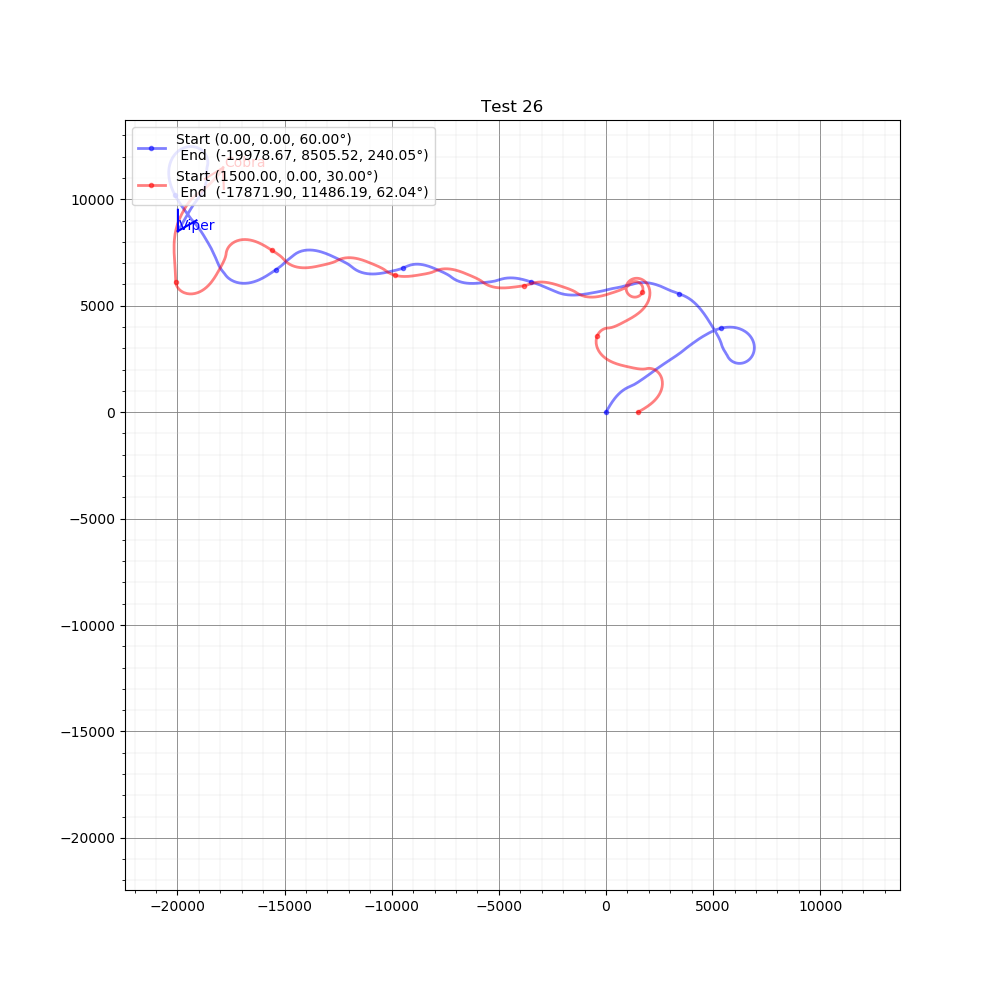 Test 26
Start (0.00, 0.00, 60.00°)
End (-19978.67, 8505.52, 240.05°)
Start (1500.00, 0.00, 30.00°)
End (-17871.90, 11486.19, 62.04°)
Cobra
Viper
10000
5000
0
−5000
−10000
−15000
−20000
−20000 −15000 −10000 −5000 0 5000 10000